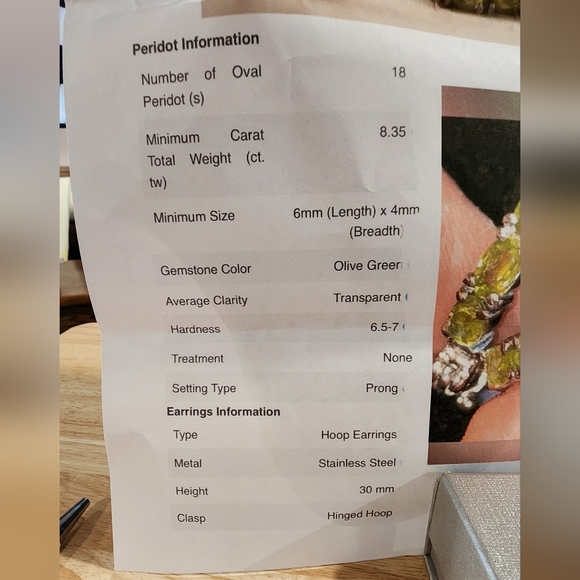 Peridot Information
Number of Oval 18
Peridot (s)
Minimum Carat 8.35
Total Weight (ct.
tw)
Minimum Size 6mm (Length) x 4mm
(Breadth)
Gemstone Color Olive Green
Average Clarity Transparent
Hardness 6.5-7
Treatment None
Setting Type Prong
Earrings Information
Type Hoop Earrings
Metal Stainless Steel
Height 30 mm
Clasp Hinged Hoop